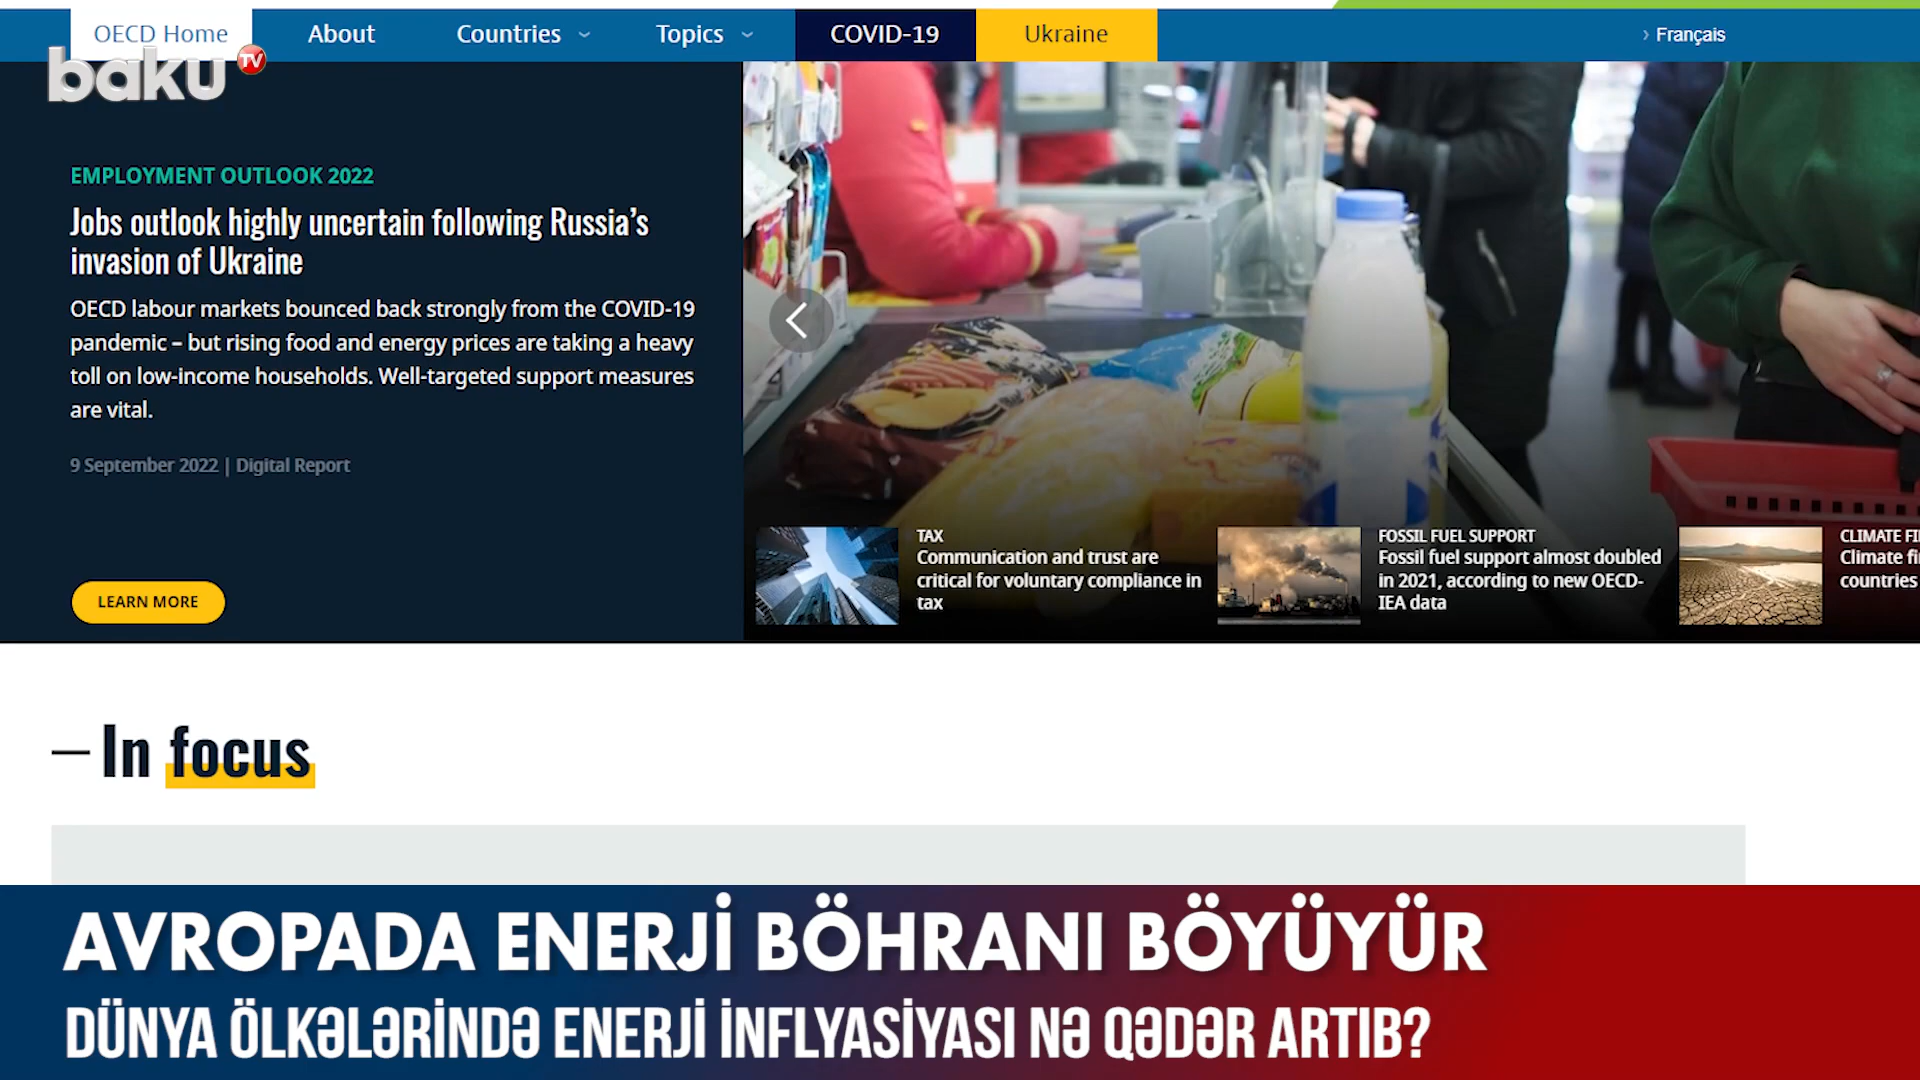 OECD Home
About
Countries
Topics
COVID-19
Ukraine
Français
baku TV
EMPLOYMENT OUTLOOK 2022
Jobs outlook highly uncertain following Russia’s
invasion of Ukraine
OECD labour markets bounced back strongly from the COVID-19
pandemic – but rising food and energy prices are taking a heavy
toll on low-income households. Well-targeted support measures
are vital.
9 September 2022 | Digital Report
LEARN MORE
TAX
Communication and trust are
critical for voluntary compliance in
tax
FOSSIL FUEL SUPPORT
Fossil fuel support almost doubled
in 2021, according to new OECD-
IEA data
CLIMATE FI
Climate fi
countries
In focus
AVROPADA ENERJİ BÖHRANI BÖYÜYÜR
DÜNYA ÖLKƏLƏRİNDƏ ENERJİ İNFLYASİYASI NƏ QƏDƏR ARTIB?